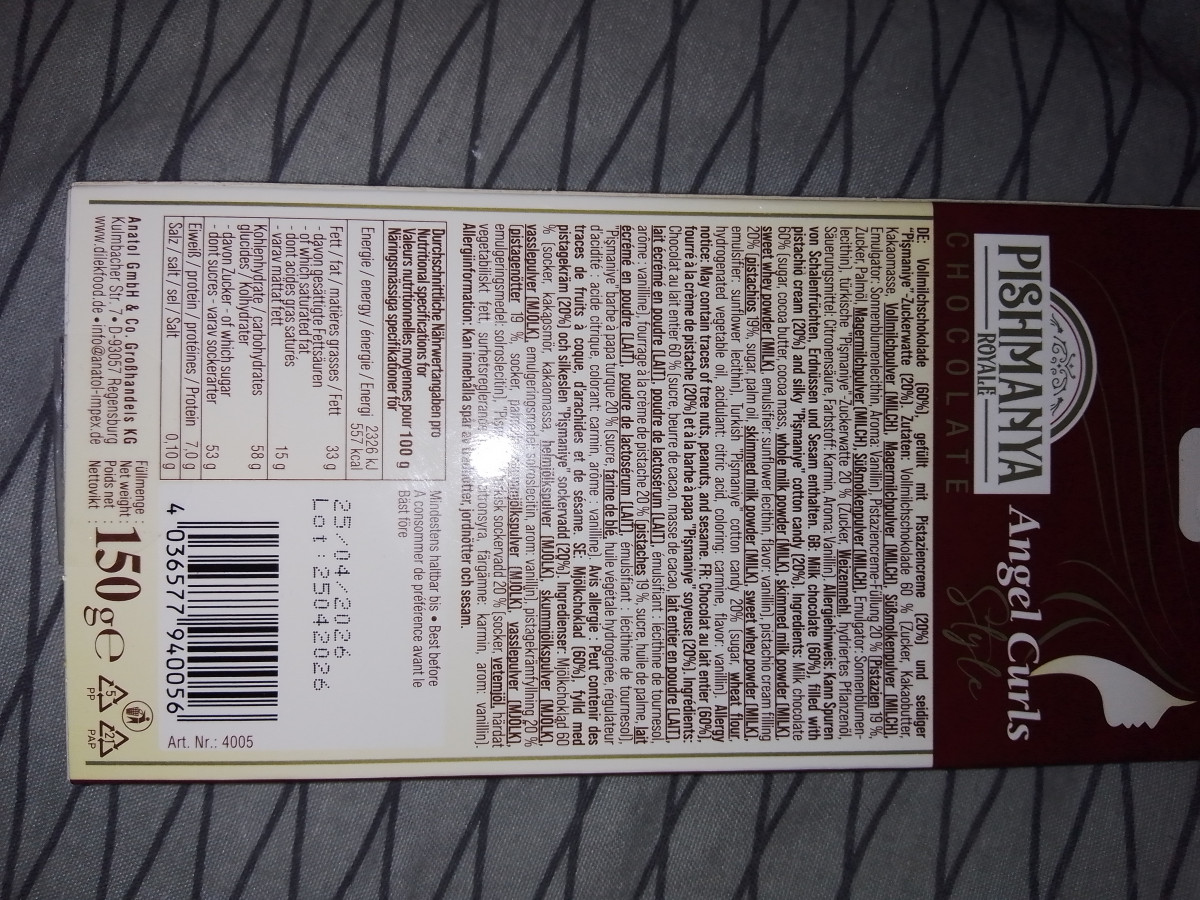 PIŞMANIYA
ROYALE
Angel Curls
Style
CHOCOLATE
DE: Vollmilchschokolade (60%), gefüllt mit Pistaziencreme (20%) und seidiger
"Pişmaniye"-Zuckerwatte (20%). Zutaten: Vollmilchschokolade 60 % (Zucker, Kakaobutter,
Kakaomasse, Vollmilchpulver (MILCH), Magermilchpulver (MILCH), Süßmolkenpulver (MILCH),
Emulgator: Sonnenblumenlecithin, Aroma: Vanillin), Pistaziencreme-Füllung 20 % (Pistazien 19 %,
Zucker, Palmöl, Magermilchpulver (MILCH), Süßmolkenpulver (MILCH), Emulgator: Sonnenblumen-
lecithin), türkische "Pişmaniye"-Zuckerwatte 20 % (Zucker, Weizenmehl, hydriertes Pflanzenöl,
Säuerungsmittel: Citronensäure, Farbstoff: Karmin, Aroma: Vanillin). Allergiehinweis: Kann Spuren
von Schalenfrüchten, Erdnüssen und Sesam enthalten. GB: Milk chocolate (60%), filled with
pistachio cream (20%) and silky "Pişmaniye" cotton candy (20%). Ingredients: Milk chocolate
60% (sugar, cocoa butter, cocoa mass, whole milk powder (MILK), skimmed milk powder (MILK),
sweet whey powder (MILK), emulsifier: sunflower lecithin, flavor: vanillin), pistachio cream filling
20% (pistachios 19%, sugar, palm oil, skimmed milk powder (MILK), sweet whey powder (MILK),
emulsifier: sunflower lecithin), Turkish "Pişmaniye" cotton candy 20% (sugar, wheat flour,
hydrogenated vegetable oil, acidulant: citric acid, coloring: carmine, flavor: vanillin). Allergy
notice: May contain traces of tree nuts, peanuts, and sesame. FR: Chocolat au lait entier (60%),
fourré à la crème de pistache (20%) et à la barbe à papa "Pişmaniye" soyeuse (20%). Ingrédients:
Chocolat au lait entier 60 % (sucre, beurre de cacao, masse de cacao, lait entier en poudre (LAIT),
lait écrémé en poudre (LAIT), poudre de lactosérum (LAIT), émulsifiant : lécithine de tournesol,
arôme : vanilline), fourrage à la crème de pistache 20 % (pistaches 19 %, sucre, huile de palme, lait
écrémé en poudre (LAIT), poudre de lactosérum (LAIT), émulsifiant : lécithine de tournesol),
"Pişmaniye" barbe à papa turque 20 % (sucre, farine de blé, huile végétale hydrogénée, régulateur
d'acidité : acide citrique, colorant: carmin, arôme : vanilline). Avis allergie : Peut contenir des
traces de fruits à coque, d'arachides et de sésame. SE: Mjölkchoklad (60%), fylld med
pistagekräm (20%) och silkeslen "Pişmaniye" sockervadd (20%). Ingredienser: Mjölkchoklad 60
% (socker, kakaosmör, kakaomassa, helmjölkspulver (MJÖLK), skummjölkspulver (MJÖLK),
vasslepulver (MJÖLK), emulgeringsmedel: solroslecitin, arom: vanillin), pistagekrämfyllning 20 %
(pistagenötter 19 %, socker, mjölkspulver (MJÖLK), vasslepulver (MJÖLK),
emulgeringsmedel: solroslecitin), sockervadd 20 % (socker, vetemjöl, härdat
vegetabiliskt fett, surhetsreglerande citronsyra, färgämne: karmin, arom: vanillin).
Allergiinformation: Kan innehålla spår av jordnötter och sesam.
Durchschnittliche Nährwertangaben pro
Nutritional specifications for
Valeurs nutritionnelles moyennes pour 100 g
Näringsmässiga specifikationer för
Energie / energy / énergie / Energi 2326 kJ
557 kcal
Fett / fat / matières grasses / Fett 33 g
-davon gesättigte Fettsäuren
- of which saturated fat
- dont acides gras saturés
- varav mättat fett 15 g
Kohlenhydrate / carbohydrates
glucides / Kolhydrater 58 g
-davon Zucker - of which sugar
- dont sucres - varav sockerarter 53 g
Eiweiß / protein / protéines / Protein 7,0 g
Salz / salt / sel / Salt 0,10 g
Mindestens haltbar bis • Best before
A consommer de préférence avant le
Bäst före
25/04/2026
Lot: 25042026
4 036577 940056
Art. Nr.: 4005
Anatol GmbH & Co. Großhandels KG
Kulmbacher Str. 7 • D-93057 Regensburg
www.dilekfood.de • info@anatol-impex.de
Füllmenge :
Net weight :
Poids net :
Nettovikt :
150 g e
5
PP
21
PAP